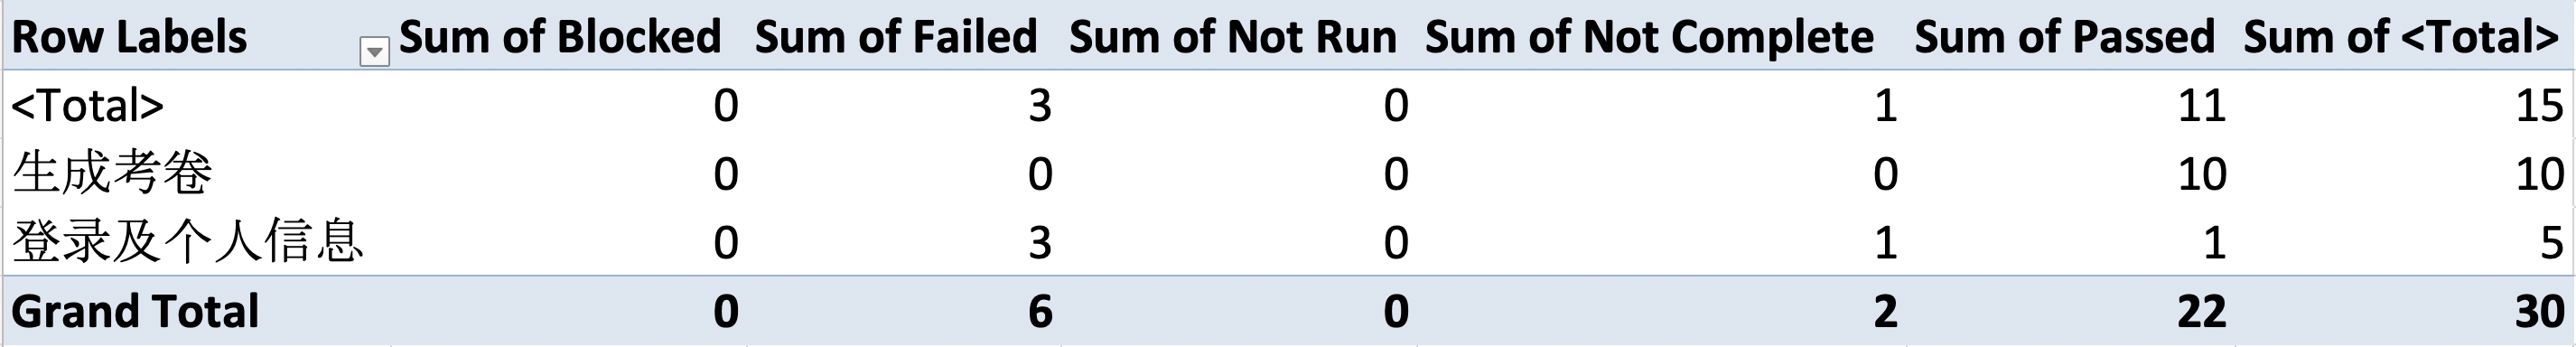 Row Labels Sum of Blocked Sum of Failed Sum of Not Run Sum of Not Complete Sum of Passed Sum of <Total>
<Total> 0 3 0 1 11 15
生成考卷 0 0 0 0 10 10
登录及个人信息 0 3 0 1 1 5
Grand Total 0 6 0 2 22 30